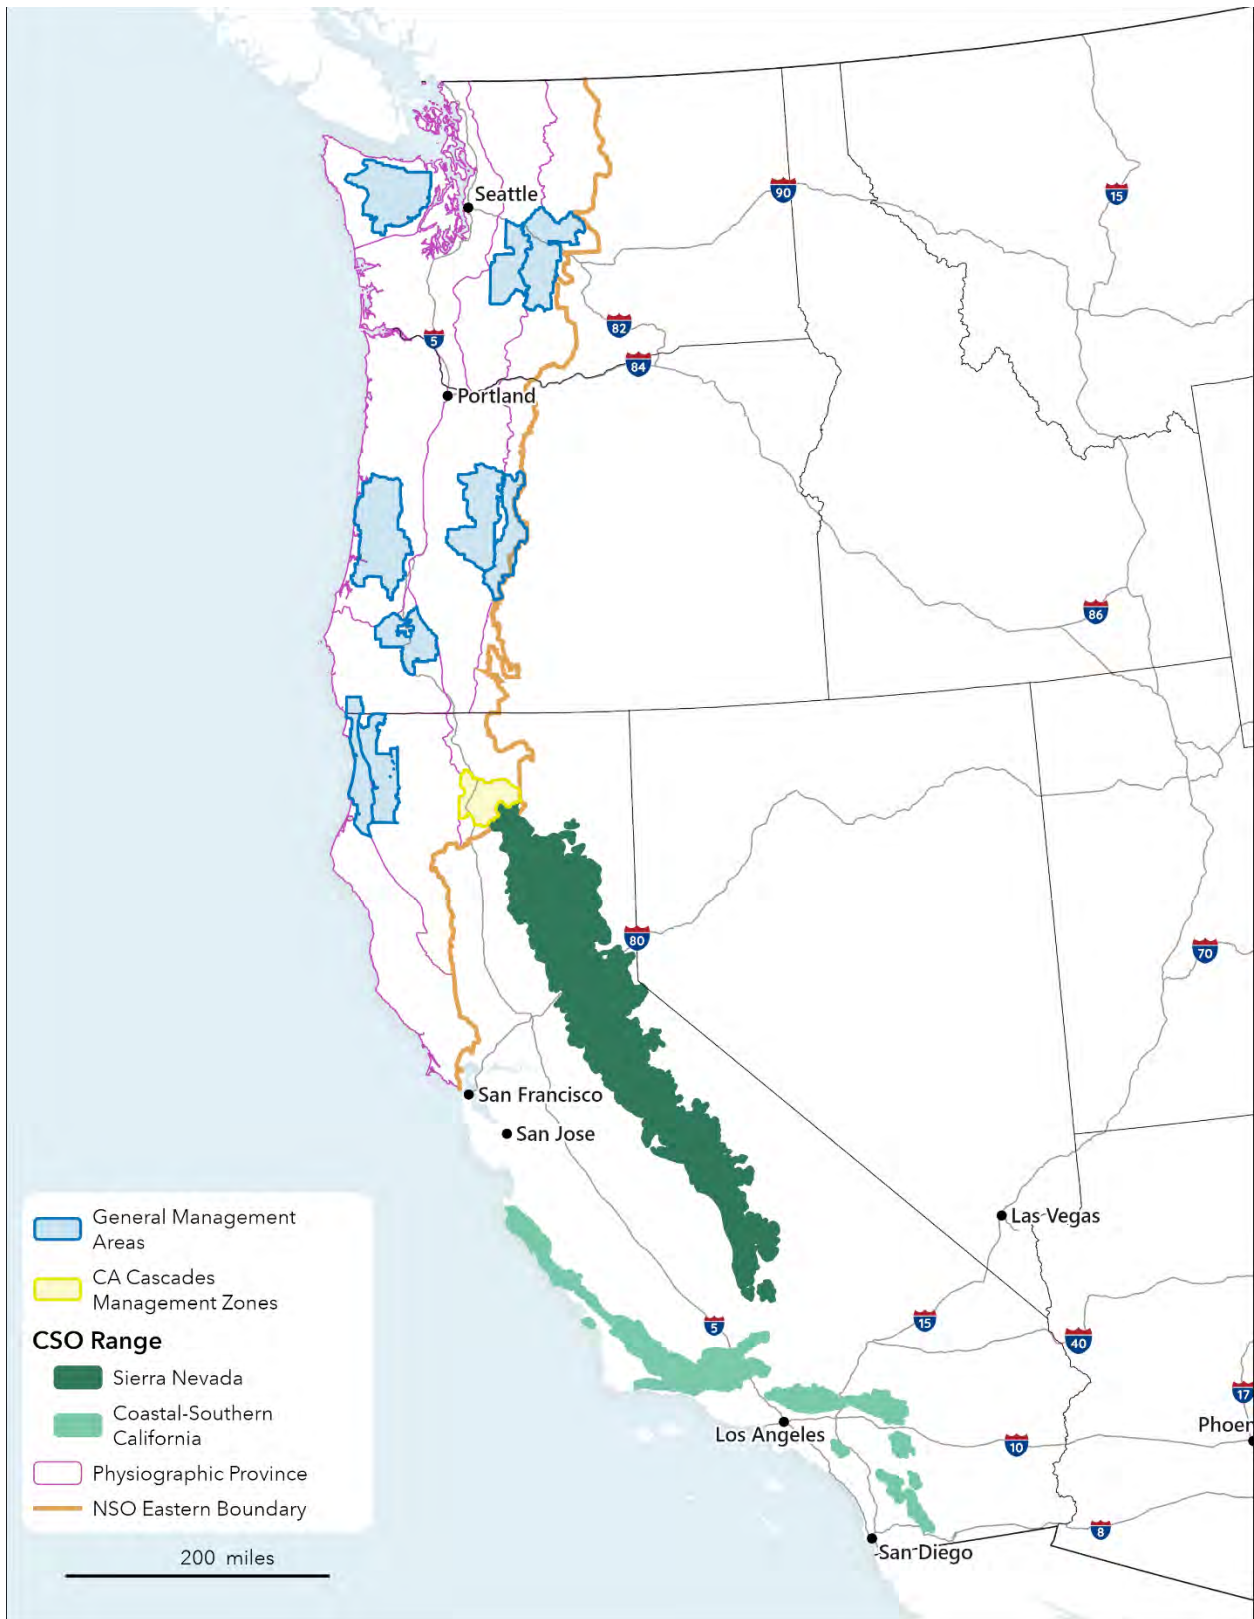 90
15
Seattle
82
5
84
Portland
86
80
70
San Francisco
San Jose
Las Vegas
General Management
Areas
CA Cascades
Management Zones
CSO Range
Sierra Nevada
Coastal-Southern
California
Physiographic Province
NSO Eastern Boundary
200 miles
5
15
40
17
Los Angeles
10
Phoen
8
San Diego